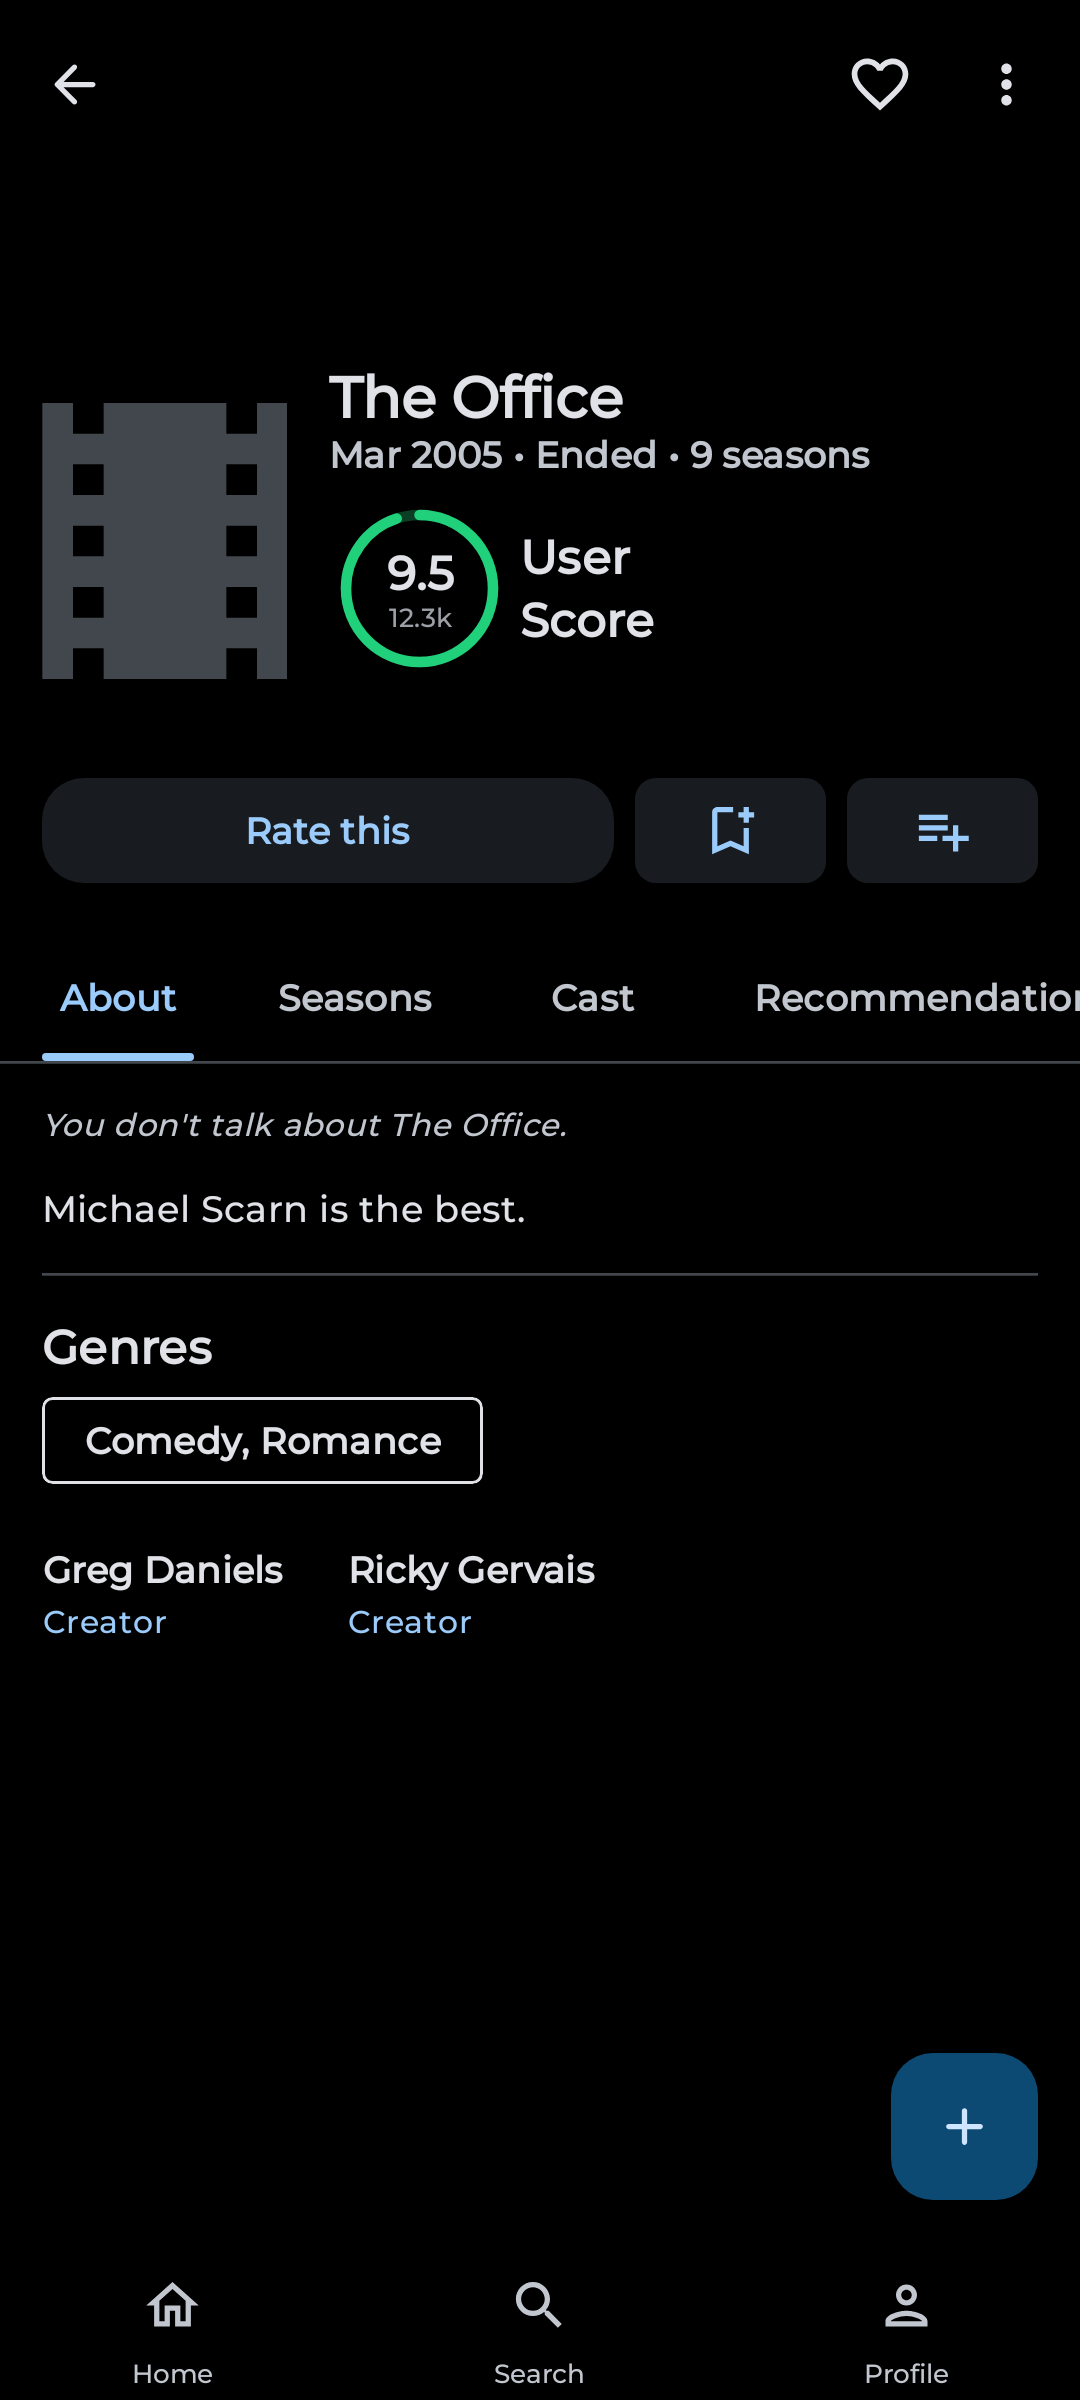 The Office
Mar 2005 • Ended • 9 seasons
9.5
12.3k
User
Score
Rate this
About Seasons Cast Recommendation
You don't talk about The Office.
Michael Scarn is the best.
Genres
Comedy, Romance
Greg Daniels Ricky Gervais
Creator Creator
Home Search Profile